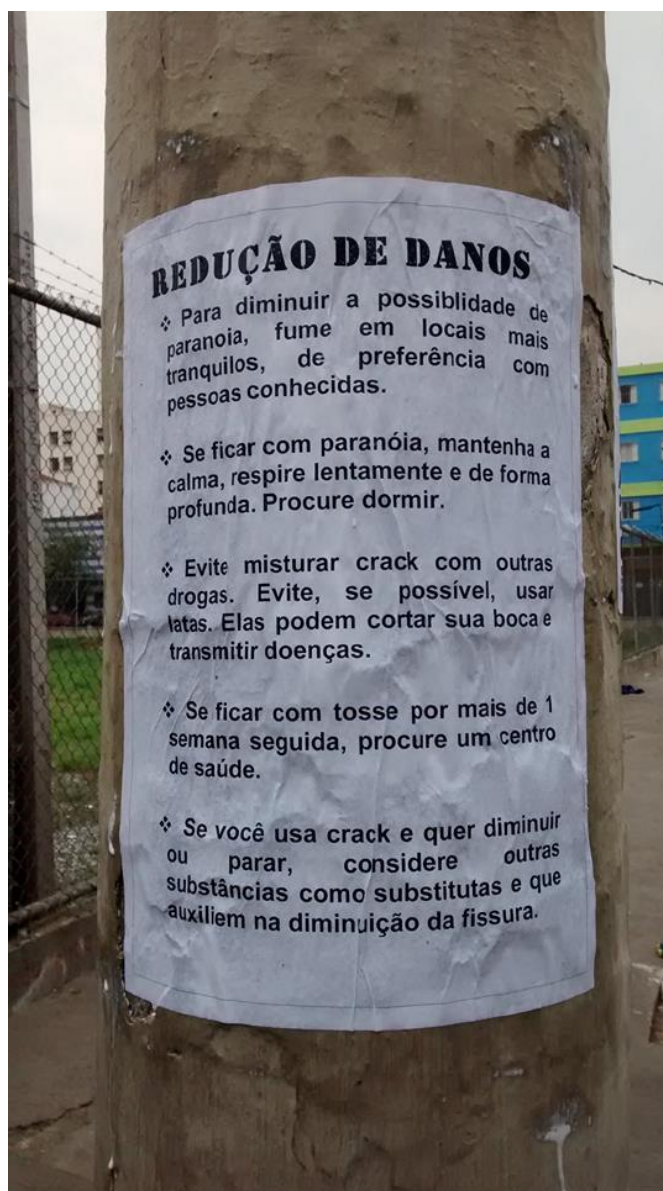 REDUÇÃO DE DANOS
❖ Para diminuir a possiblidade de
paranoia, fume em locais mais
tranquilos, de preferência com
pessoas conhecidas.
❖ Se ficar com paranóia, mantenha a
calma, respire lentamente e de forma
profunda. Procure dormir.
❖ Evite misturar crack com outras
drogas. Evite, se possível, usar
latas. Elas podem cortar sua boca e
transmitir doenças.
❖ Se ficar com tosse por mais de 1
semana seguida, procure um centro
de saúde.
❖ Se você usa crack e quer diminuir
ou parar, considere outras
substâncias como substitutas e que
auxiliem na diminuição da fissura.